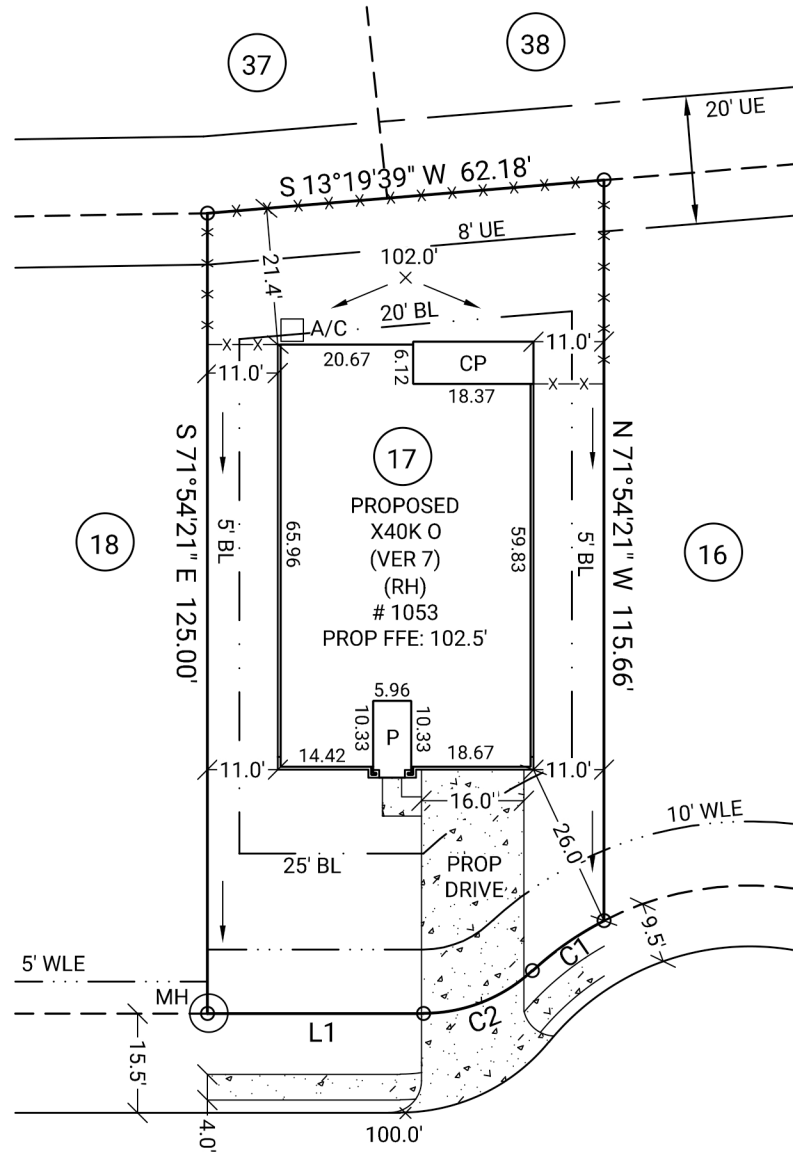 37
38
20' UE
S 13°19'39" W 62.18'
8' UE
102.0'
21.4'
20' BL
A/C
11.0'
20.67
6.12
CP
11.0'
18.37
17
PROPOSED
X40K O
(VER 7)
(RH)
# 1053
PROP FFE: 102.5'
S 71°54'21" E 125.00'
N 71°54'21" W 115.66'
18
16
5' BL
5' BL
65.96
59.83
5.96
10.33
P
10.33
14.42
18.67
11.0'
11.0'
16.0'
26.0'
10' WLE
25' BL
PROP
DRIVE
9.5'
5' WLE
MH
L1
C2
C1
15.5'
4.0'
100.0'